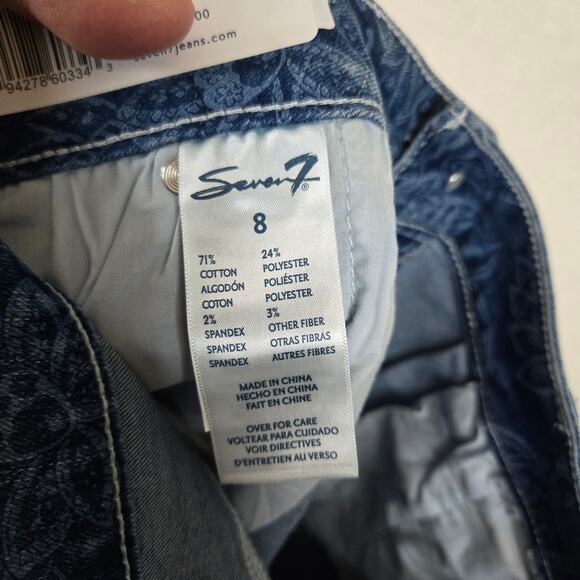 00
94278 60334 3
seven7jeans.com
Seven7®
8
71% 24%
COTTON POLYESTER
ALGODÓN POLIÉSTER
COTON POLYESTER
2% 3%
SPANDEX OTHER FIBER
SPANDEX OTRAS FIBRAS
SPANDEX AUTRES FIBRES
MADE IN CHINA
HECHO EN CHINA
FAIT EN CHINE
OVER FOR CARE
VOLTEAR PARA CUIDADO
VOIR DIRECTIVES
D'ENTRETIEN AU VERSO